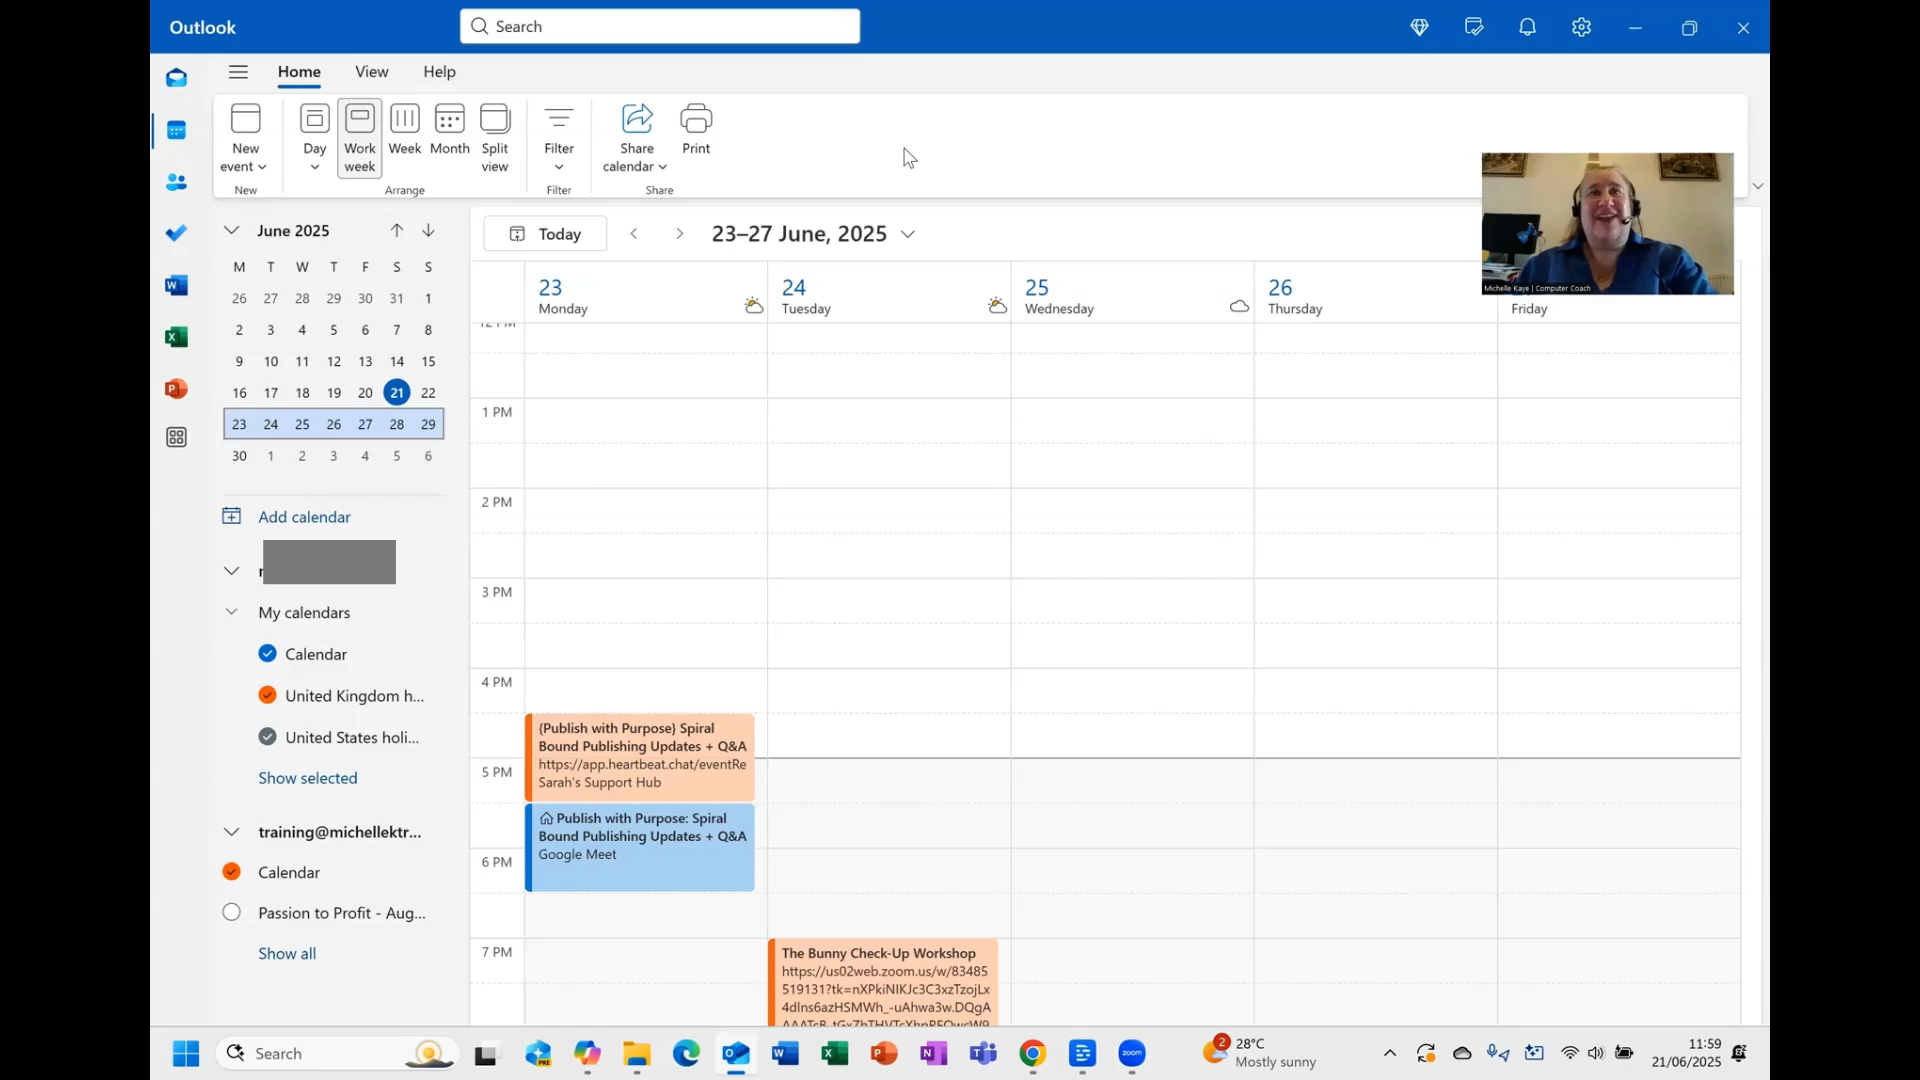 Outlook
Search
Home View Help
New event
Day
Work week
Week
Month
Split view
Filter
Share calendar
Print
New
Arrange
Filter
Share
June 2025
M T W T F S S
26 27 28 29 30 31 1
2 3 4 5 6 7 8
9 10 11 12 13 14 15
16 17 18 19 20 21 22
23 24 25 26 27 28 29
30 1 2 3 4 5 6
Add calendar
My calendars
Calendar
United Kingdom h...
United States holi...
Show selected
training@michellektr...
Calendar
Passion to Profit - Aug...
Show all
Today
23–27 June, 2025
Michelle Kaye | Computer Coach
23
Monday
24
Tuesday
25
Wednesday
26
Thursday
Friday
12 PM
1 PM
2 PM
3 PM
4 PM
5 PM
6 PM
7 PM
{Publish with Purpose} Spiral
Bound Publishing Updates + Q&A
https://app.heartbeat.chat/eventRe
Sarah's Support Hub
Publish with Purpose: Spiral
Bound Publishing Updates + Q&A
Google Meet
The Bunny Check-Up Workshop
https://us02web.zoom.us/w/83485
519131?tk=nXPkiNIKJc3C3xzTzojLx
4dlns6azHSMWh_-uAhwa3w.DQgA
Search
PRE
zoom
2
28°C
Mostly sunny
11:59
21/06/2025